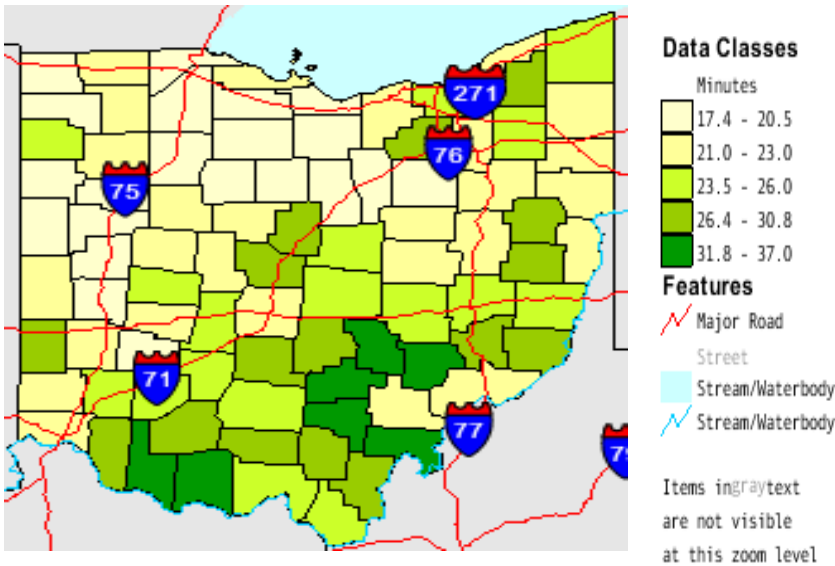 271
76
75
71
77
79
Data Classes
Minutes
17.4 - 20.5
21.0 - 23.0
23.5 - 26.0
26.4 - 30.8
31.8 - 37.0
Features
Major Road
Street
Stream/Waterbody
Stream/Waterbody
Items in gray text
are not visible
at this zoom level